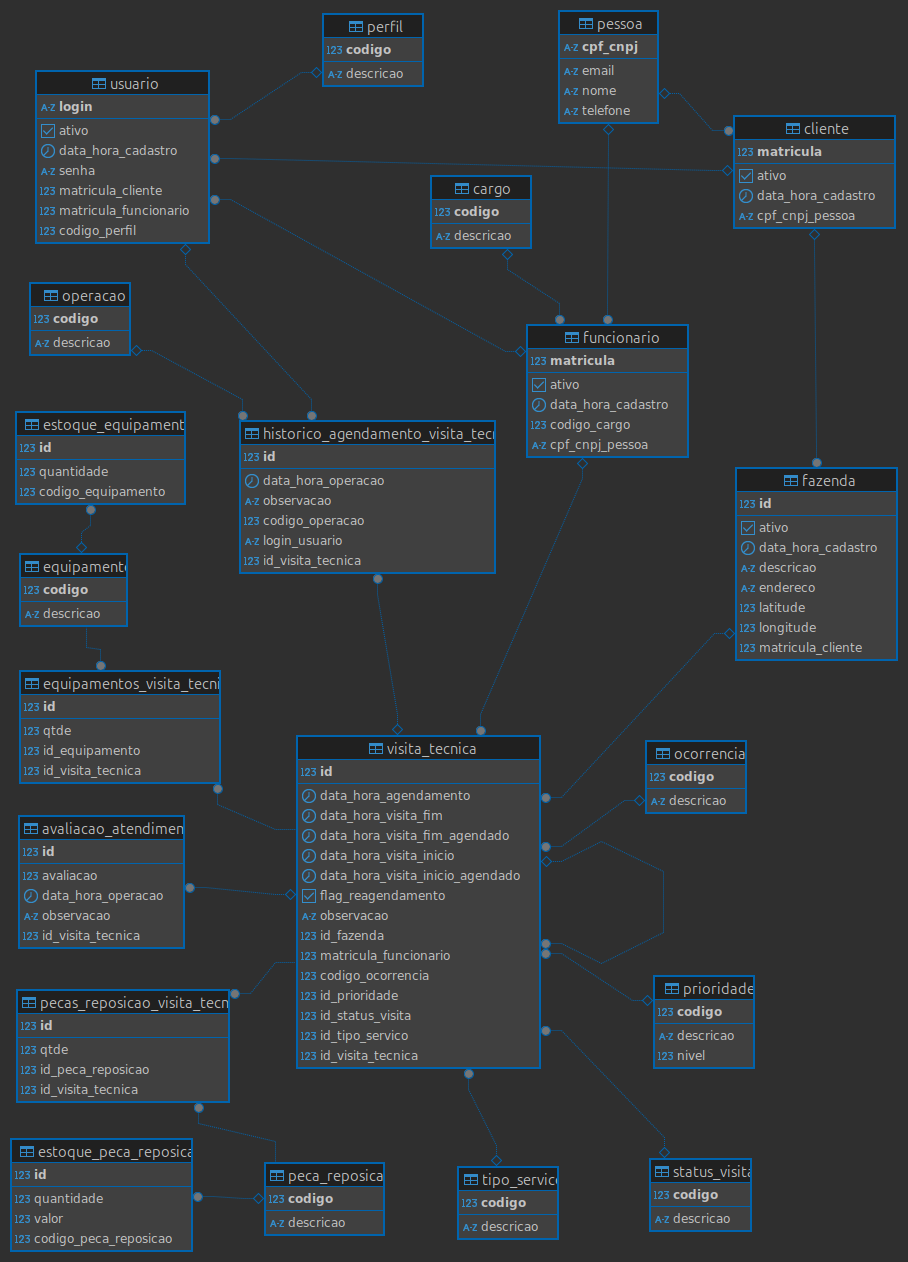 perfil
123 codigo
A-Z descricao
pessoa
A-Z cpf_cnpj
A-Z email
A-Z nome
A-Z telefone
usuario
A-Z login
ativo
data_hora_cadastro
A-Z senha
123 matricula_cliente
123 matricula_funcionario
123 codigo_perfil
cliente
123 matricula
ativo
data_hora_cadastro
A-Z cpf_cnpj_pessoa
cargo
123 codigo
A-Z descricao
operacao
123 codigo
A-Z descricao
funcionario
123 matricula
ativo
data_hora_cadastro
123 codigo_cargo
A-Z cpf_cnpj_pessoa
estoque_equipament
123 id
123 quantidade
123 codigo_equipamento
historico_agendamento_visita_tecn
123 id
data_hora_operacao
A-Z observacao
123 codigo_operacao
A-Z login_usuario
123 id_visita_tecnica
fazenda
123 id
ativo
data_hora_cadastro
A-Z descricao
A-Z endereco
123 latitude
123 longitude
123 matricula_cliente
equipamento
123 codigo
A-Z descricao
equipamentos_visita_tecni
123 id
123 qtde
123 id_equipamento
123 id_visita_tecnica
visita_tecnica
123 id
data_hora_agendamento
data_hora_visita_fim
data_hora_visita_fim_agendado
data_hora_visita_inicio
data_hora_visita_inicio_agendado
flag_reagendamento
A-Z observacao
123 id_fazenda
123 matricula_funcionario
123 codigo_ocorrencia
123 id_prioridade
123 id_status_visita
123 id_tipo_servico
123 id_visita_tecnica
ocorrencia
123 codigo
A-Z descricao
avaliacao_atendimen
123 id
123 avaliacao
data_hora_operacao
A-Z observacao
123 id_visita_tecnica
pecas_reposicao_visita_tecn
123 id
123 qtde
123 id_peca_reposicao
123 id_visita_tecnica
prioridade
123 codigo
A-Z descricao
123 nivel
estoque_peca_reposica
123 id
123 quantidade
123 valor
123 codigo_peca_reposicao
peca_reposica
123 codigo
A-Z descricao
tipo_servico
123 codigo
A-Z descricao
status_visita
123 codigo
A-Z descricao